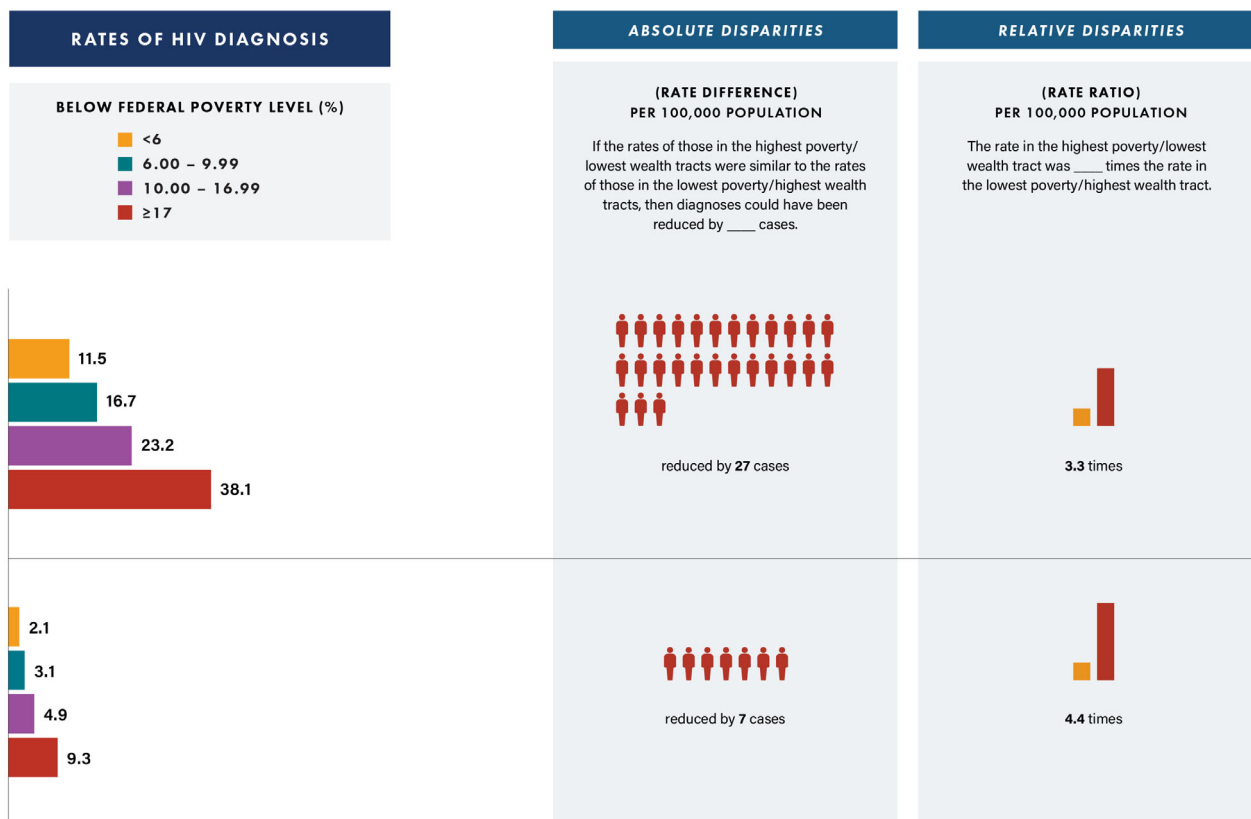 RATES OF HIV DIAGNOSIS
BELOW FEDERAL POVERTY LEVEL (%)
<6
6.00 – 9.99
10.00 – 16.99
≥17
11.5
16.7
23.2
38.1
2.1
3.1
4.9
9.3
ABSOLUTE DISPARITIES
(RATE DIFFERENCE)
PER 100,000 POPULATION
If the rates of those in the highest poverty/
lowest wealth tracts were similar to the rates
of those in the lowest poverty/highest wealth
tracts, then diagnoses could have been
reduced by ____ cases.
reduced by 27 cases
reduced by 7 cases
RELATIVE DISPARITIES
(RATE RATIO)
PER 100,000 POPULATION
The rate in the highest poverty/lowest
wealth tract was ____ times the rate in
the lowest poverty/highest wealth tract.
3.3 times
4.4 times